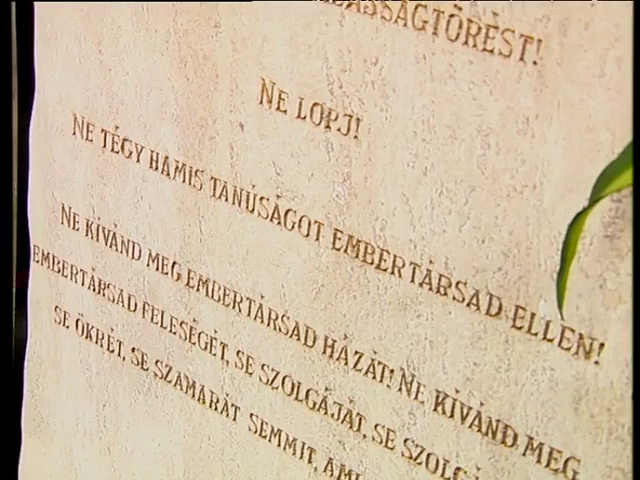 NE LOPJ!
NE TÉGY HAMIS TANÚSÁGOT EMBERTÁRSAD ELLEN!
NE KÍVÁND MEG EMBERTÁRSAD HÁZÁT! NE KÍVÁND MEG
EMBERTÁRSAD FELESÉGÉT, SE SZOLGÁJÁT, SE
SE ÖKRÉT, SE SZAMARÁT SEMMIT,